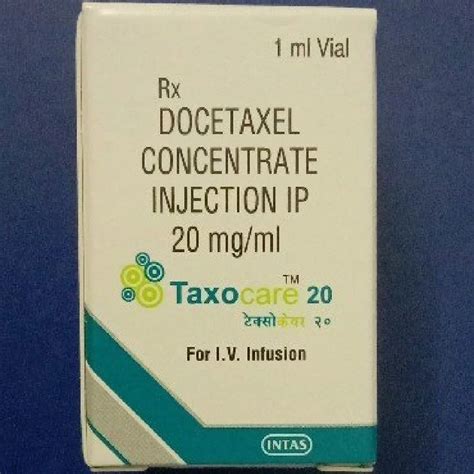 1 ml Vial
Rx
DOCETAXEL
CONCENTRATE
INJECTION IP
20 mg/ml
Taxocare™ 20
टेक्सोकेयर २०
For I.V. Infusion
INTAS